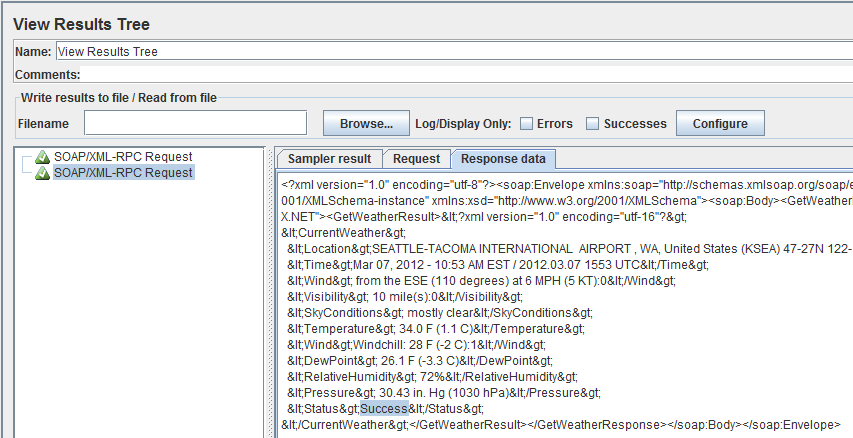 View Results Tree
Name: View Results Tree
Comments:
Write results to file / Read from file
Filename Browse... Log/Display Only: Errors Successes Configure
SOAP/XML-RPC Request
SOAP/XML-RPC Request
Sampler result Request Response data
<?xml version="1.0" encoding="utf-8"?><soap:Envelope xmlns:soap="http://schemas.xmlsoap.org/soap/e
001/XMLSchema-instance" xmlns:xsd="http://www.w3.org/2001/XMLSchema"><soap:Body><GetWeather
X.NET"><GetWeatherResult>&lt;?xml version="1.0" encoding="utf-16"?&gt;
&lt;CurrentWeather&gt;
&lt;Location&gt;SEATTLE-TACOMA INTERNATIONAL AIRPORT , WA, United States (KSEA) 47-27N 122-
&lt;Time&gt;Mar 07, 2012 - 10:53 AM EST / 2012.03.07 1553 UTC&lt;/Time&gt;
&lt;Wind&gt; from the ESE (110 degrees) at 6 MPH (5 KT):0&lt;/Wind&gt;
&lt;Visibility&gt; 10 mile(s):0&lt;/Visibility&gt;
&lt;SkyConditions&gt; mostly clear&lt;/SkyConditions&gt;
&lt;Temperature&gt; 34.0 F (1.1 C)&lt;/Temperature&gt;
&lt;Wind&gt;Windchill: 28 F (-2 C):1&lt;/Wind&gt;
&lt;DewPoint&gt; 26.1 F (-3.3 C)&lt;/DewPoint&gt;
&lt;RelativeHumidity&gt; 72%&lt;/RelativeHumidity&gt;
&lt;Pressure&gt; 30.43 in. Hg (1030 hPa)&lt;/Pressure&gt;
&lt;Status&gt;Success&lt;/Status&gt;
&lt;/CurrentWeather&gt;</GetWeatherResult></GetWeatherResponse></soap:Body></soap:Envelope>